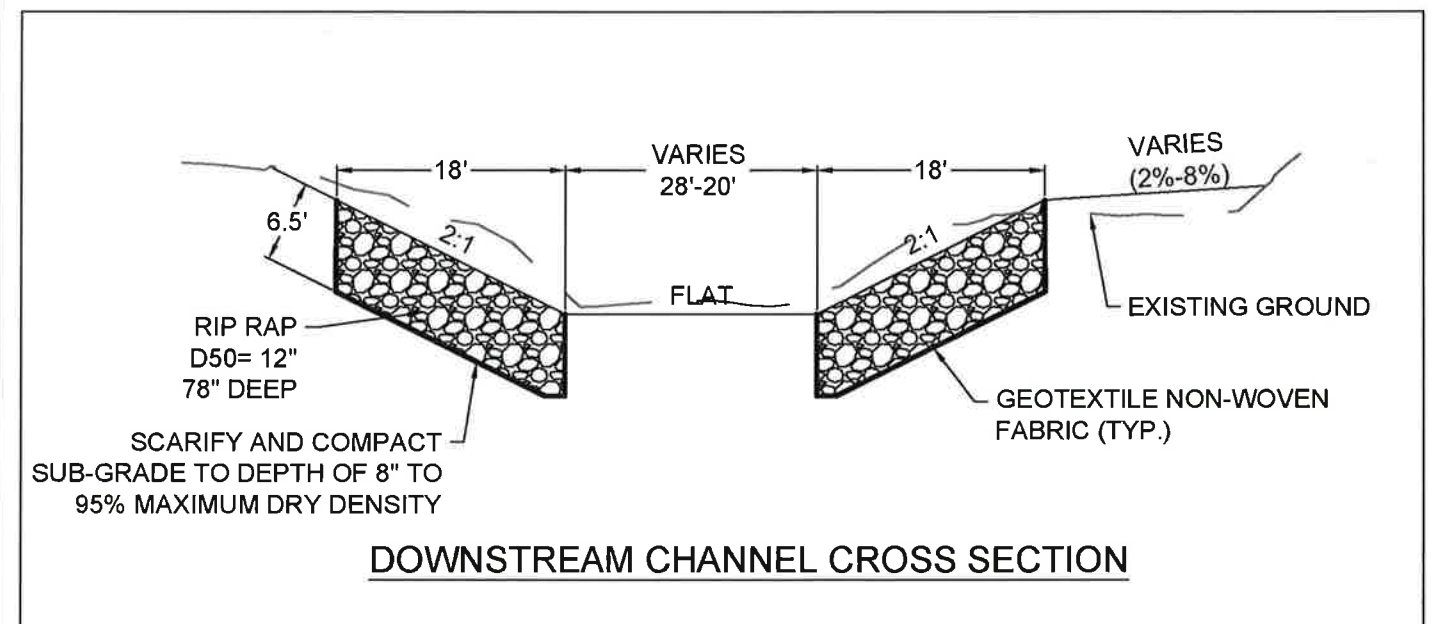 18'
VARIES
28'-20'
18'
VARIES
(2%-8%)
6.5'
2:1
2:1
FLAT
EXISTING GROUND
RIP RAP
D50= 12"
78" DEEP
GEOTEXTILE NON-WOVEN
FABRIC (TYP.)
SCARIFY AND COMPACT
SUB-GRADE TO DEPTH OF 8" TO
95% MAXIMUM DRY DENSITY
DOWNSTREAM CHANNEL CROSS SECTION